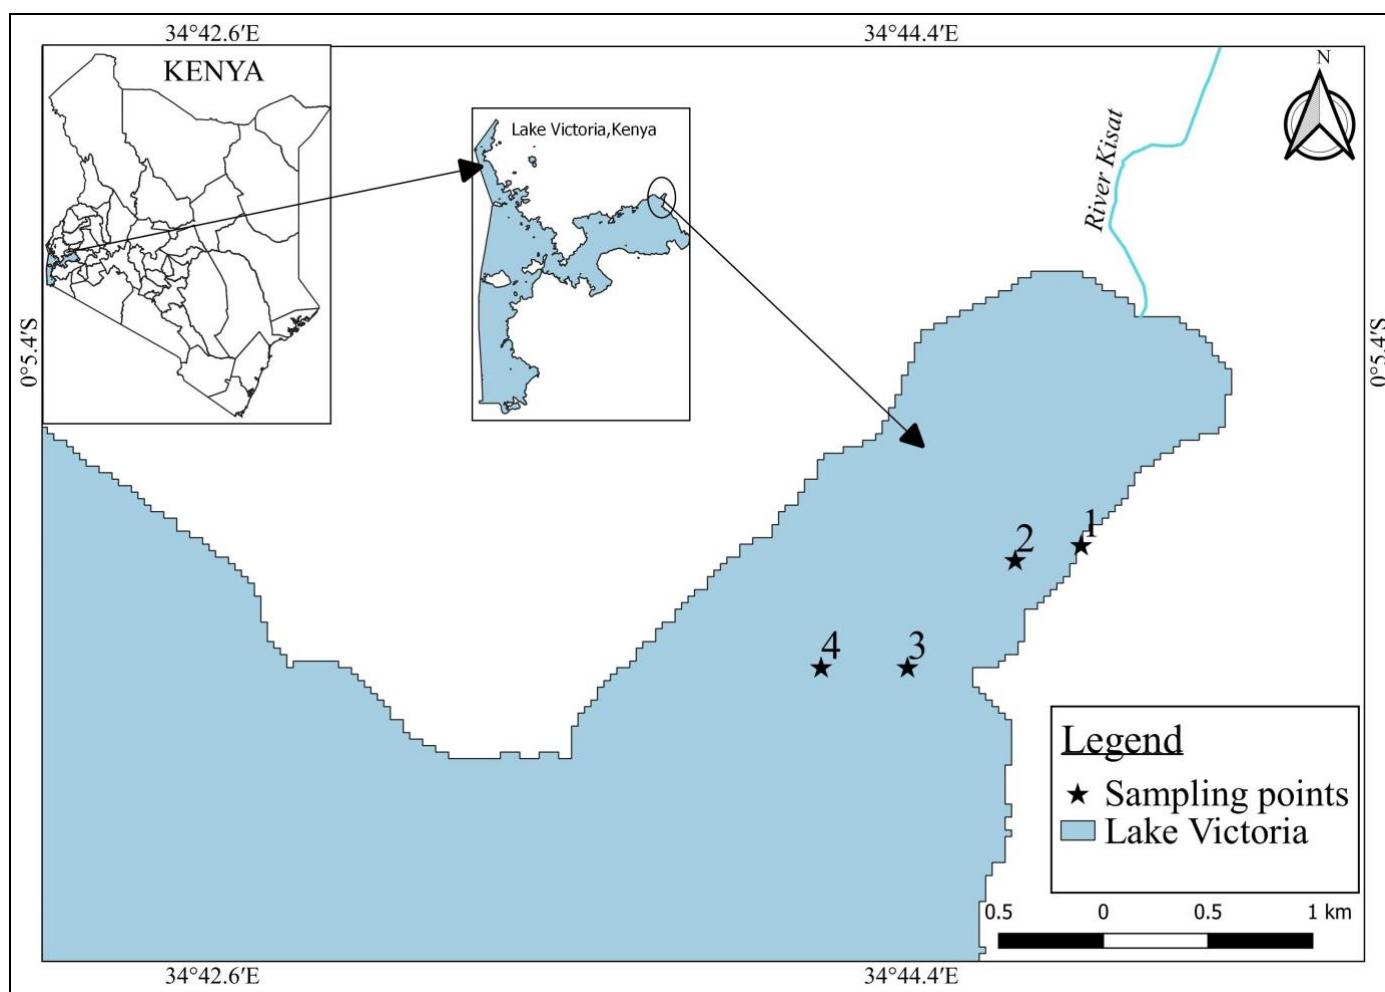 34°42.6'E
34°44.4'E
KENYA
Lake Victoria,Kenya
N
River Kisat
0°5.4'S
0°5.4'S
1
2
4
3
Legend
Sampling points
Lake Victoria
0.5 0 0.5 1 km
34°42.6'E
34°44.4'E